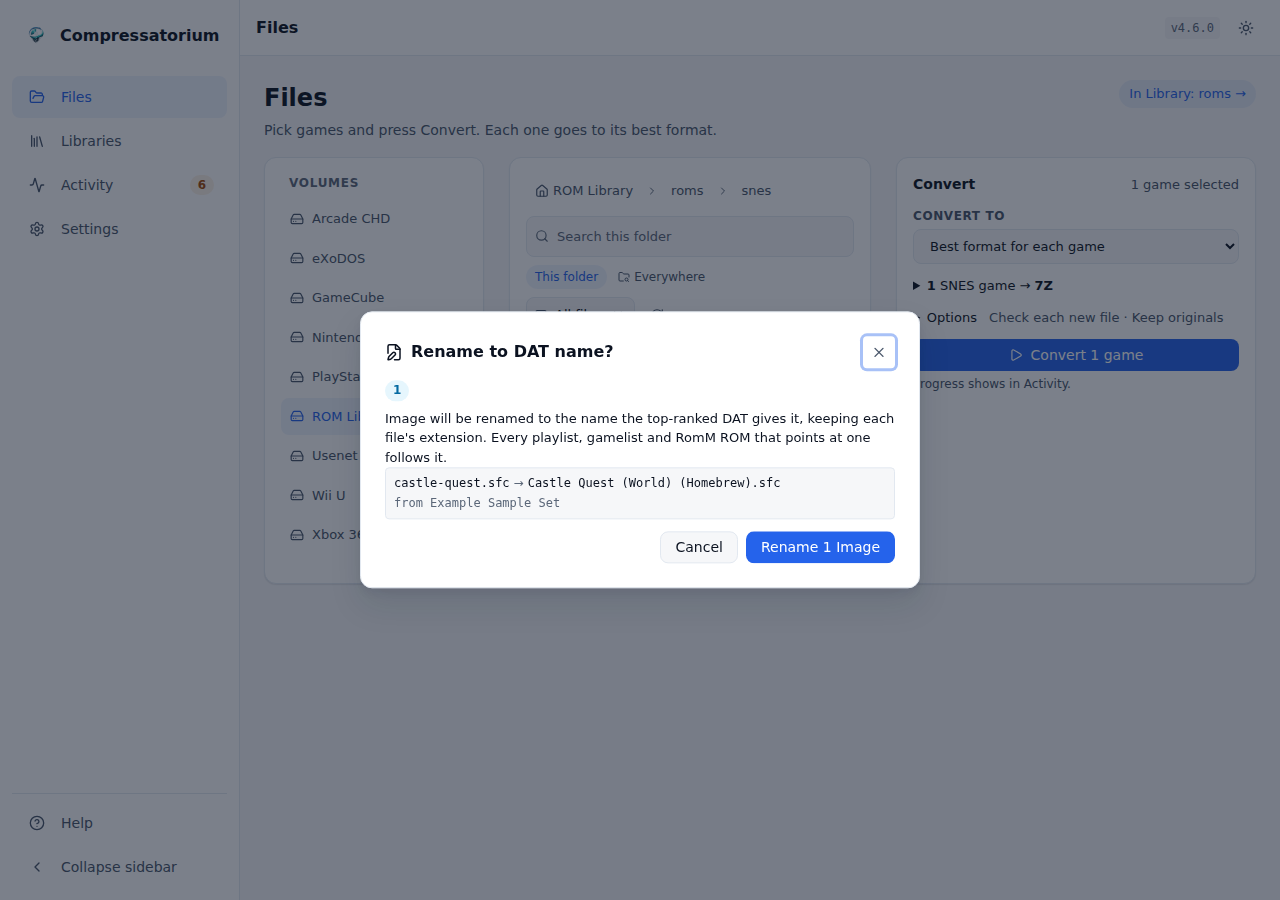 Compressatorium
Files
v4.6.0
Files
Libraries
Activity
6
Settings
Files
In Library: roms →
Pick games and press Convert. Each one goes to its best format.
VOLUMES
Arcade CHD
eXoDOS
GameCube
ROM Library
roms
snes
Search this folder
This folder
Everywhere
Convert
1 game selected
CONVERT TO
Best format for each game
1 SNES game → 7Z
Options
Check each new file · Keep originals
Convert 1 game
Progress shows in Activity.
Usenet
Wii U
Rename to DAT name?
1
Image will be renamed to the name the top-ranked DAT gives it, keeping each
file's extension. Every playlist, gamelist and RomM ROM that points at one
follows it.
castle-quest.sfc → Castle Quest (World) (Homebrew).sfc
from Example Sample Set
Cancel
Rename 1 Image
Help
Collapse sidebar